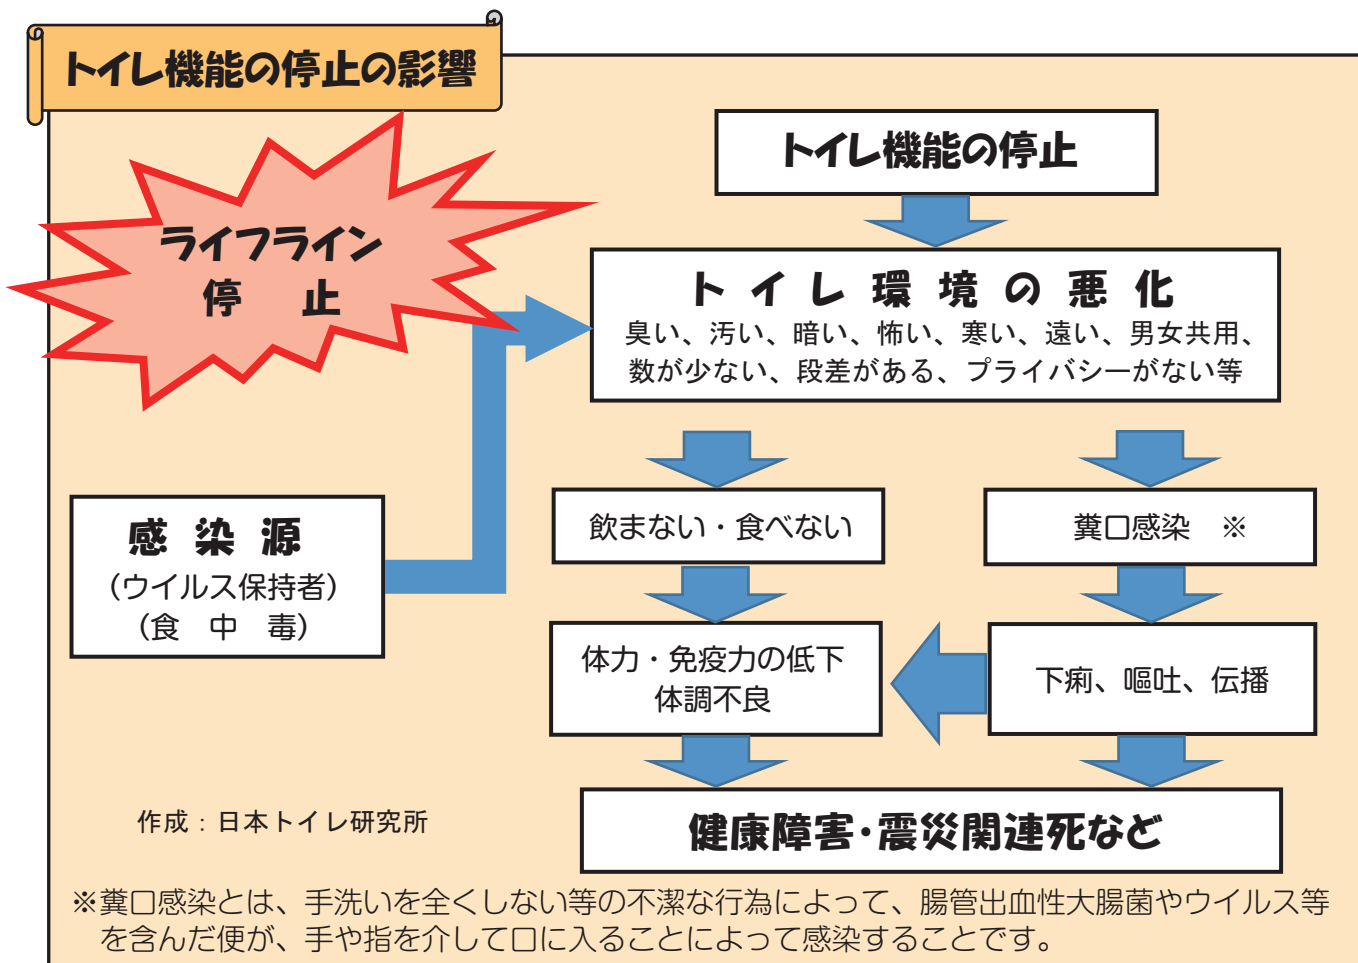 トイレ機能の停止の影響
ライフライン
停 止
トイレ機能の停止
トイレ環境の悪化
臭い、汚い、暗い、怖い、寒い、遠い、男女共用、
数が少ない、段差がある、プライバシーがない等
感染源
(ウイルス保持者)
(食 中 毒)
飲まない・食べない
糞口感染 ※
体力・免疫力の低下
体調不良
下痢、嘔吐、伝播
健康障害・震災関連死など
作成：日本トイレ研究所
※糞口感染とは、手洗いを全くしない等の不潔な行為によって、腸管出血性大腸菌やウイルス等
を含んだ便が、手や指を介して口に入ることによって感染することです。